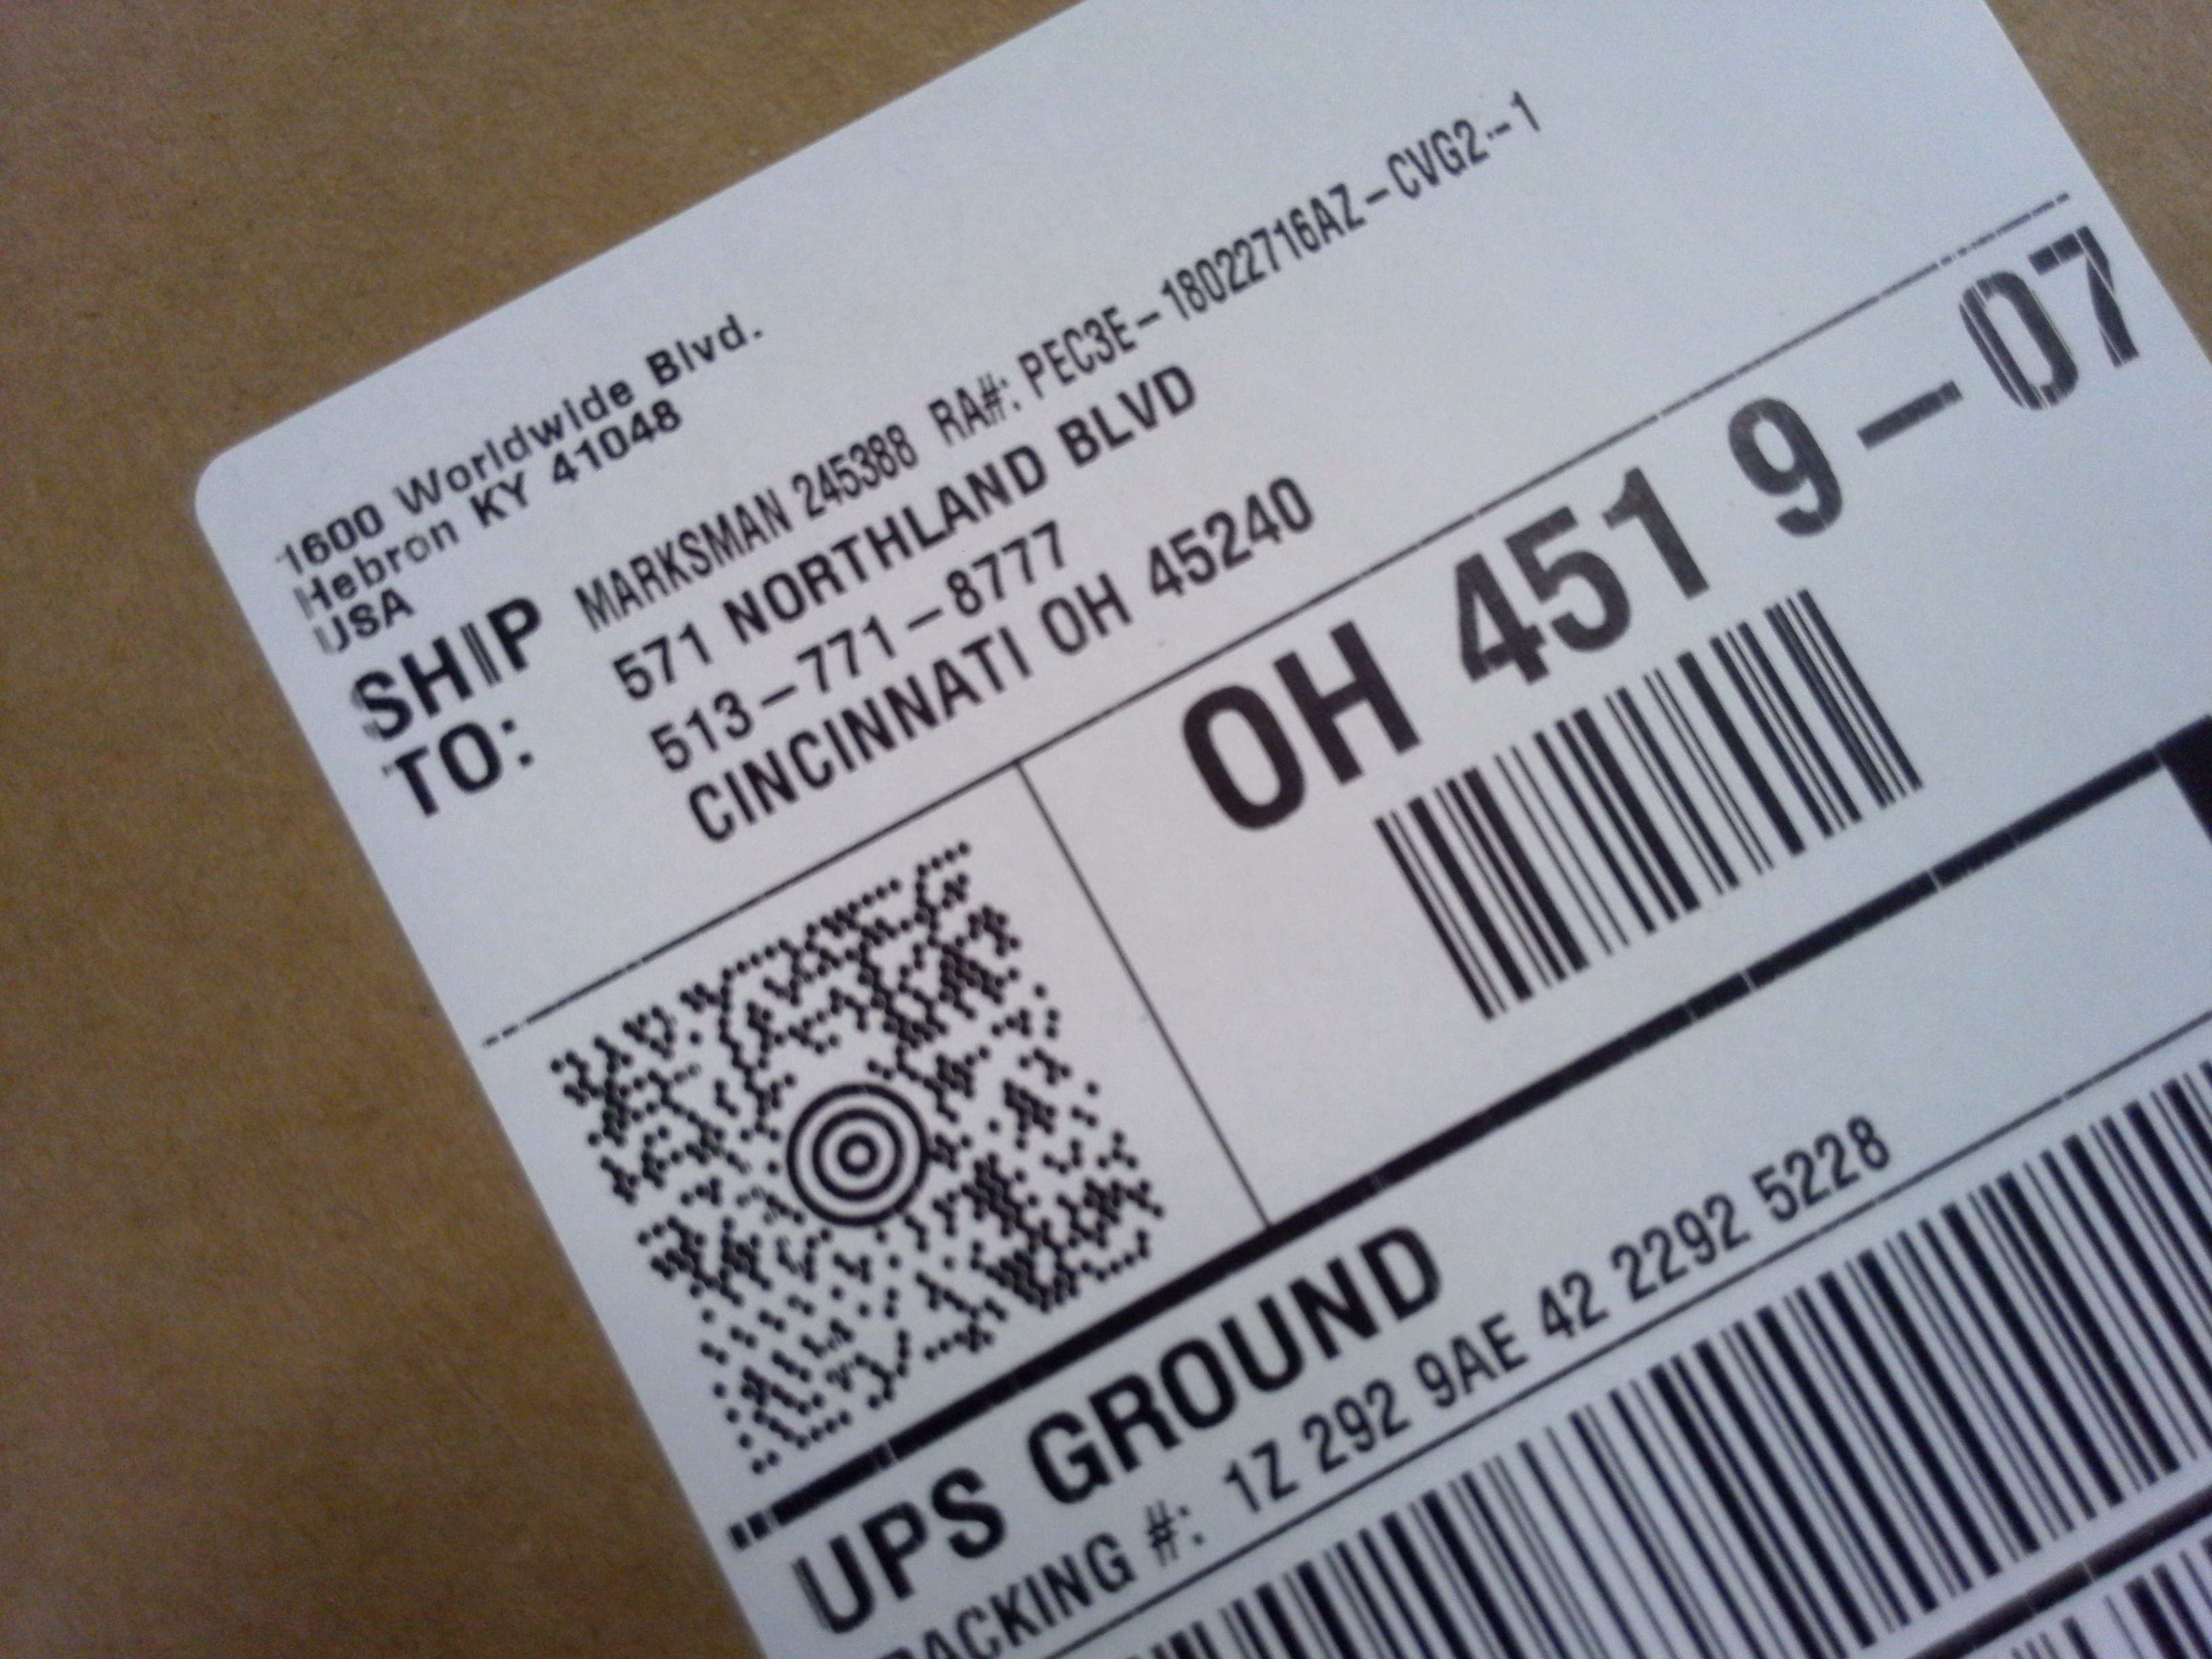 1600 Worldwide Blvd.
Hebron KY 41048
USA
SHIP TO:
MARKSMAN 245388 RA#: PEC3E-18022716AZ-CVG2--1
571 NORTHLAND BLVD
513-771-8777
CINCINNATI OH 45240
OH 451 9-07
UPS GROUND
RACKING #: 1Z 292 9AE 42 2292 5228